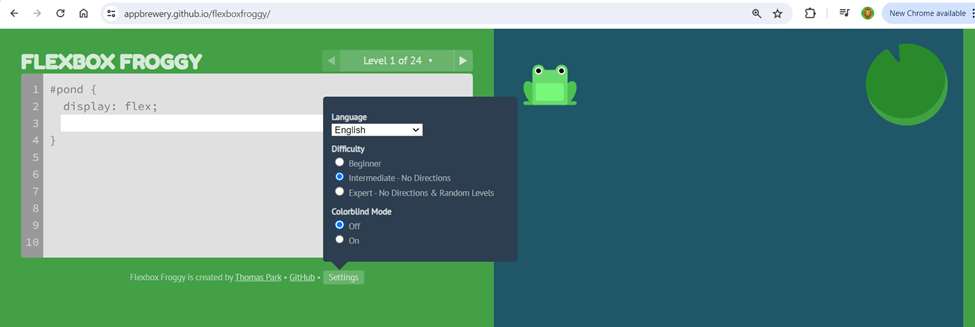 appbrewery.github.io/flexboxfroggy/
New Chrome available
FLEXBOX FROGGY
Level 1 of 24
1 #pond {
2 display: flex;
3
4 }
5
6
7
8
9
10
Language
English
Difficulty
Beginner
Intermediate - No Directions
Expert - No Directions & Random Levels
Colorblind Mode
Off
On
Flexbox Froggy is created by Thomas Park • GitHub • Settings